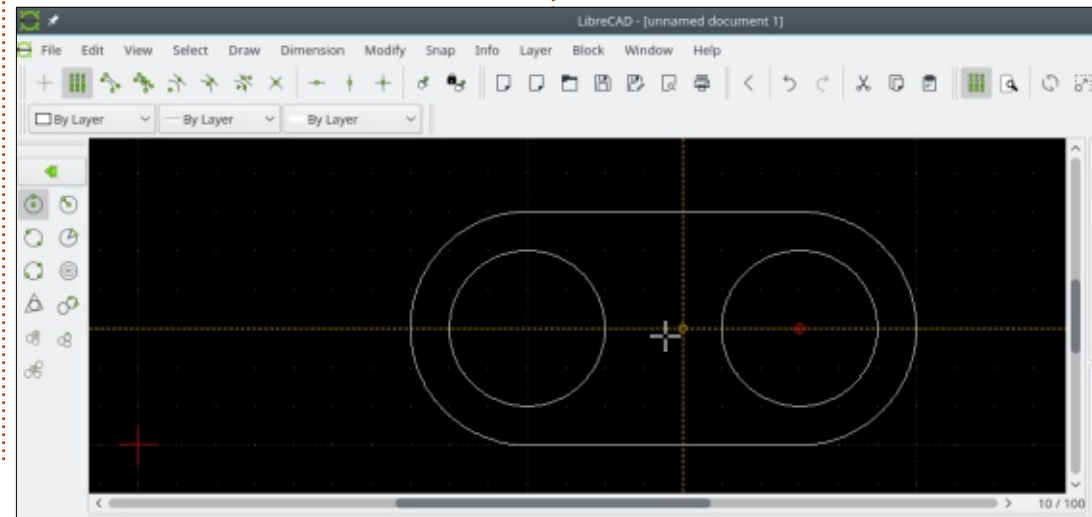 LibreCAD - [unnamed document 1]
File Edit View Select Draw Dimension Modify Snap Info Layer Block Window Help
By Layer By Layer By Layer
10 / 100